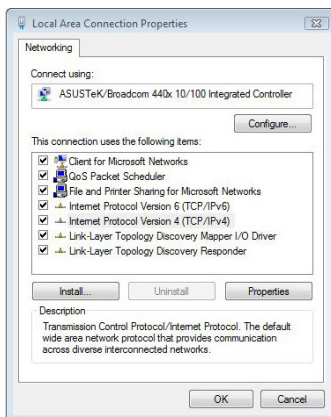 Local Area Connection Properties
Networking
Connect using:
ASUSTeK/Broadcom 440x 10/100 Integrated Controller
Configure...
This connection uses the following items:
Client for Microsoft Networks
QoS Packet Scheduler
File and Printer Sharing for Microsoft Networks
Internet Protocol Version 6 (TCP/IPv6)
Internet Protocol Version 4 (TCP/IPv4)
Link-Layer Topology Discovery Mapper I/O Driver
Link-Layer Topology Discovery Responder
Install... Uninstall Properties
Description
Transmission Control Protocol/Internet Protocol. The default
wide area network protocol that provides communication
across diverse interconnected networks.
OK Cancel